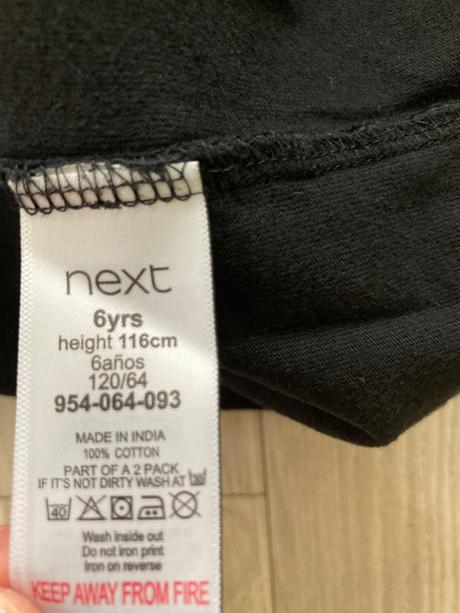 next
6yrs
height 116cm
6años
120/64
954-064-093
MADE IN INDIA
100% COTTON
PART OF A 2 PACK
IF IT'S NOT DIRTY WASH AT 30
40
Wash inside out
Do not iron print
Iron on reverse
KEEP AWAY FROM FIRE